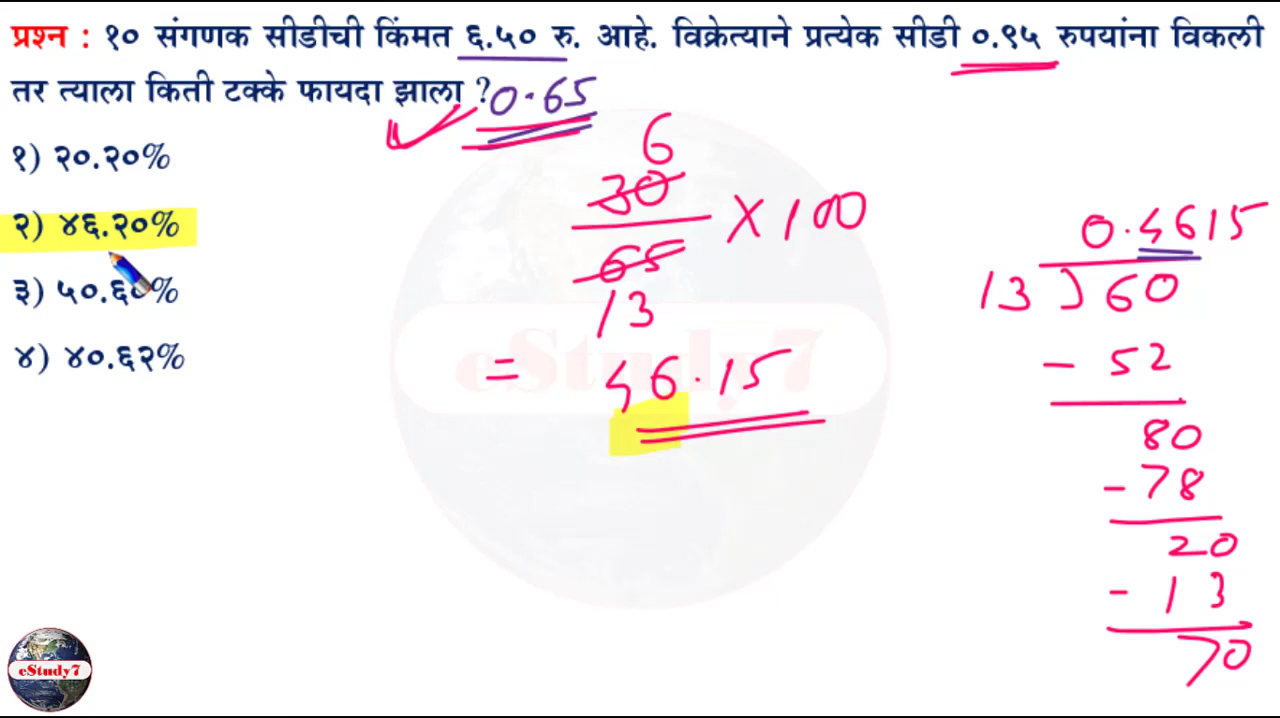 प्रश्न : १० संगणक सीडीची किंमत ६.५० रु. आहे. विक्रेत्याने प्रत्येक सीडी ०.९५ रुपयांना विकली
तर त्याला किती टक्के फायदा झाला ?
0.65
१) २०.२०%
२) ४६.२०%
३) ५०.६०%
४) ४०.६२%
6
30
65
13
X 100
= 46.15
0.4615
13 ) 60
- 52
80
- 78
20
- 13
70
eStudy7
eStudy7